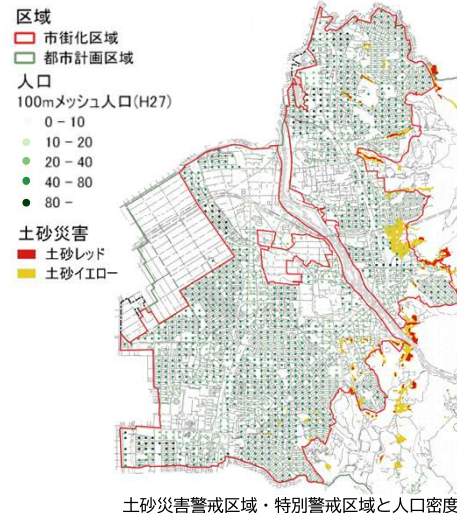 区域
市街化区域
都市計画区域
人口
100mメッシュ人口(H27)
0 - 10
10 - 20
20 - 40
40 - 80
80 -
土砂災害
土砂レッド
土砂イエロー
土砂災害警戒区域・特別警戒区域と人口密度